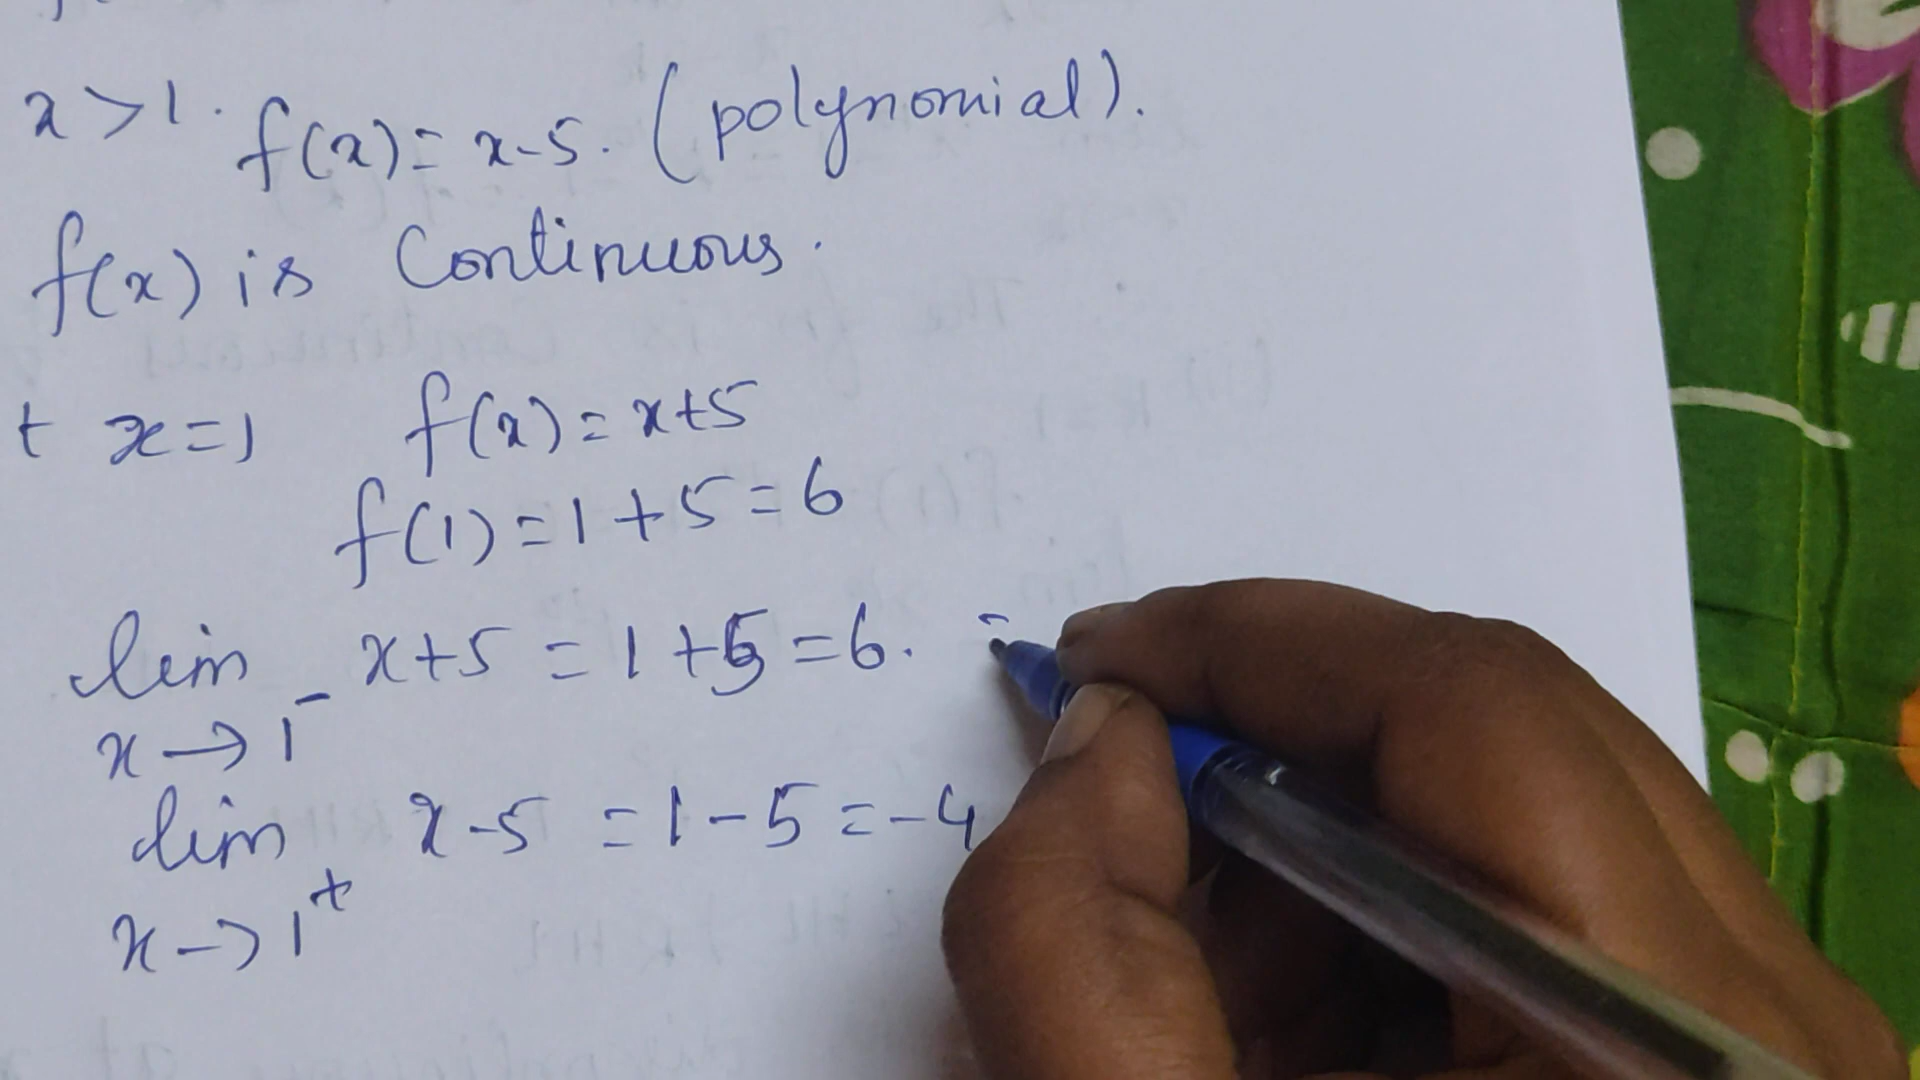 x>1. f(x)= x-5. (polynomial).
f(x) is Continuous.
t x=1 f(x)= x+5
f(1)=1+5=6
lim x+5 =1+5=6. =
x→1⁻
lim x-5 =1-5=-4
x→1⁺